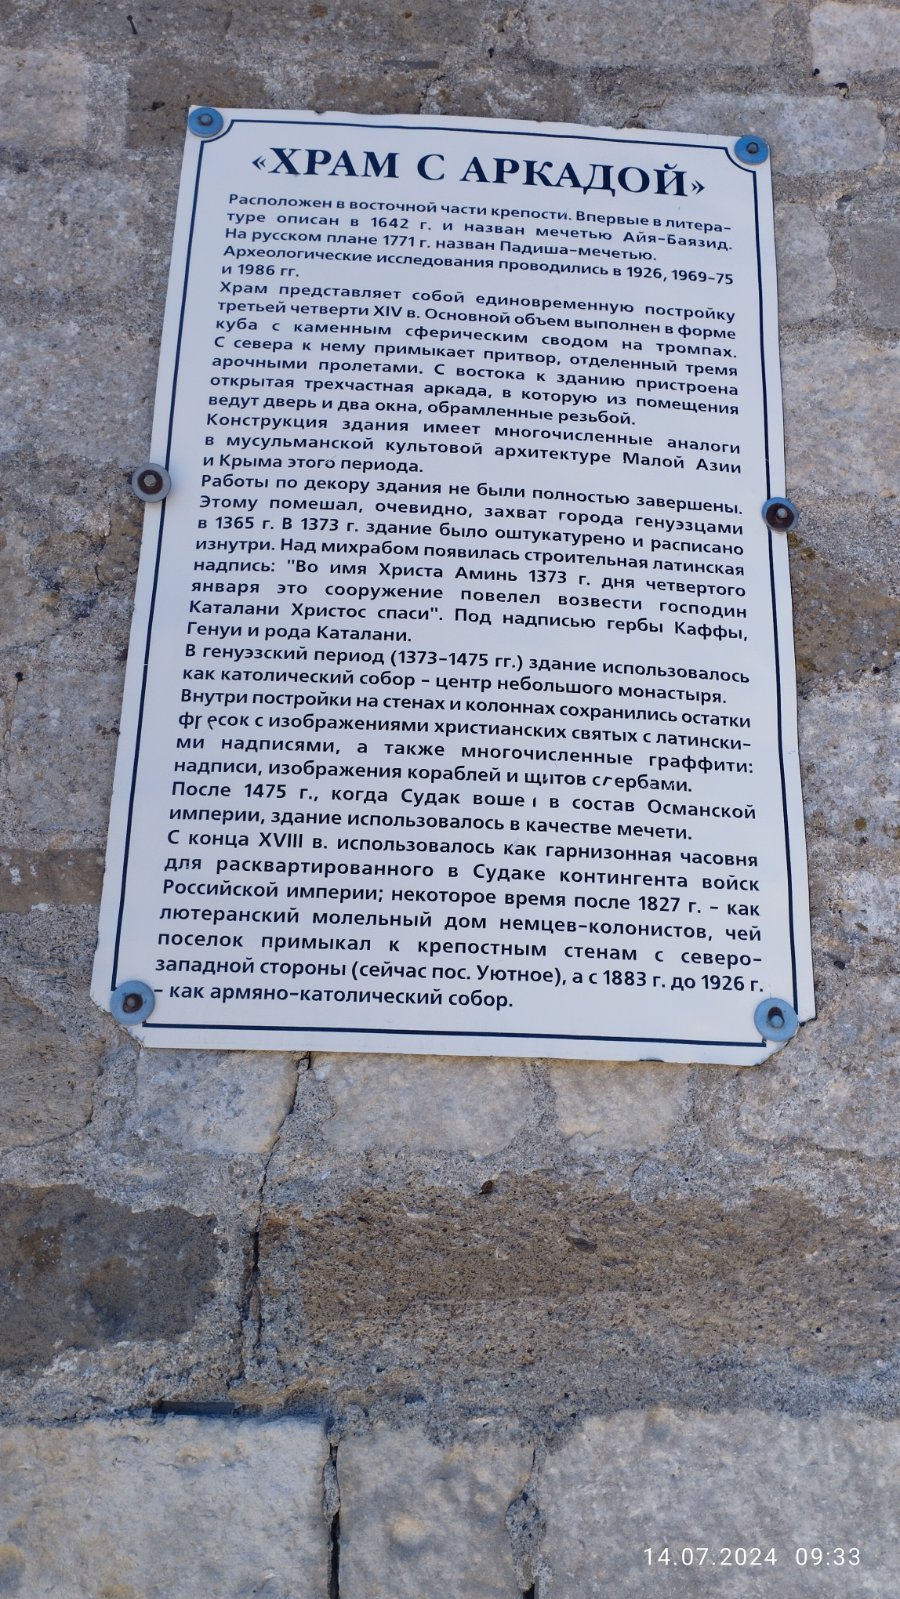 «ХРАМ С АРКАДОЙ»
Расположен в восточной части крепости. Впервые в литера-
туре описан в 1642 г. и назван мечетью Айя-Баязид.
На русском плане 1771 г. назван Падиша-мечетью.
Археологические исследования проводились в 1926, 1969-75
и 1986 гг.
Храм представляет собой единовременную постройку
третьей четверти XIV в. Основной объем выполнен в форме
куба с каменным сферическим сводом на тромпах.
С севера к нему примыкает притвор, отделенный тремя
арочными пролетами. С востока к зданию пристроена
открытая трехчастная аркада, в которую из помещения
ведут дверь и два окна, обрамленные резьбой.
Конструкция здания имеет многочисленные аналоги
в мусульманской культовой архитектуре Малой Азии
и Крыма этого периода.
Работы по декору здания не были полностью завершены.
Этому помешал, очевидно, захват города генуэзцами
в 1365 г. В 1373 г. здание было оштукатурено и расписано
изнутри. Над михрабом появилась строительная латинская
надпись: "Во имя Христа Аминь 1373 г. дня четвертого
января это сооружение повелел возвести господин
Каталани Христос спаси". Под надписью гербы Каффы,
Генуи и рода Каталани.
В генуэзский период (1373-1475 гг.) здание использовалось
как католический собор - центр небольшого монастыря.
Внутри постройки на стенах и колоннах сохранились остатки
фресок с изображениями христианских святых с латински-
ми надписями, а также многочисленные граффити:
надписи, изображения кораблей и щитов с гербами.
После 1475 г., когда Судак вошел в состав Османской
империи, здание использовалось в качестве мечети.
С конца XVIII в. использовалось как гарнизонная часовня
для расквартированного в Судаке контингента войск
Российской империи; некоторое время после 1827 г. - как
лютеранский молельный дом немцев-колонистов, чей
поселок примыкал к крепостным стенам с северо-
западной стороны (сейчас пос. Уютное), а с 1883 г. до 1926 г.
- как армяно-католический собор.
14.07.2024 09:33